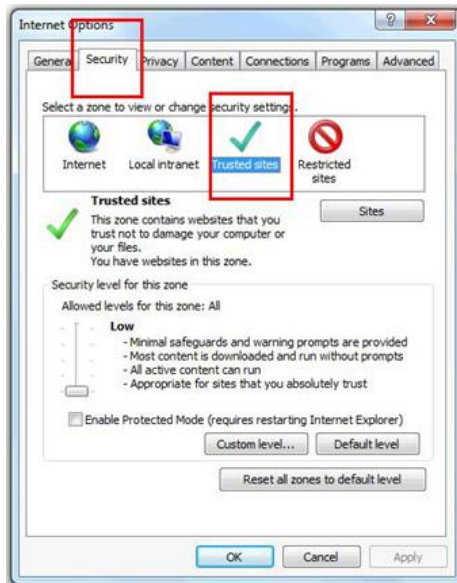 Internet Options
General Security Privacy Content Connections Programs Advanced
Select a zone to view or change security settings.
Internet Local intranet Trusted sites Restricted sites
Trusted sites
Sites
This zone contains websites that you
trust not to damage your computer or
your files.
You have websites in this zone.
Security level for this zone
Allowed levels for this zone: All
Low
- Minimal safeguards and warning prompts are provided
- Most content is downloaded and run without prompts
- All active content can run
- Appropriate for sites that you absolutely trust
Enable Protected Mode (requires restarting Internet Explorer)
Custom level... Default level
Reset all zones to default level
OK Cancel Apply